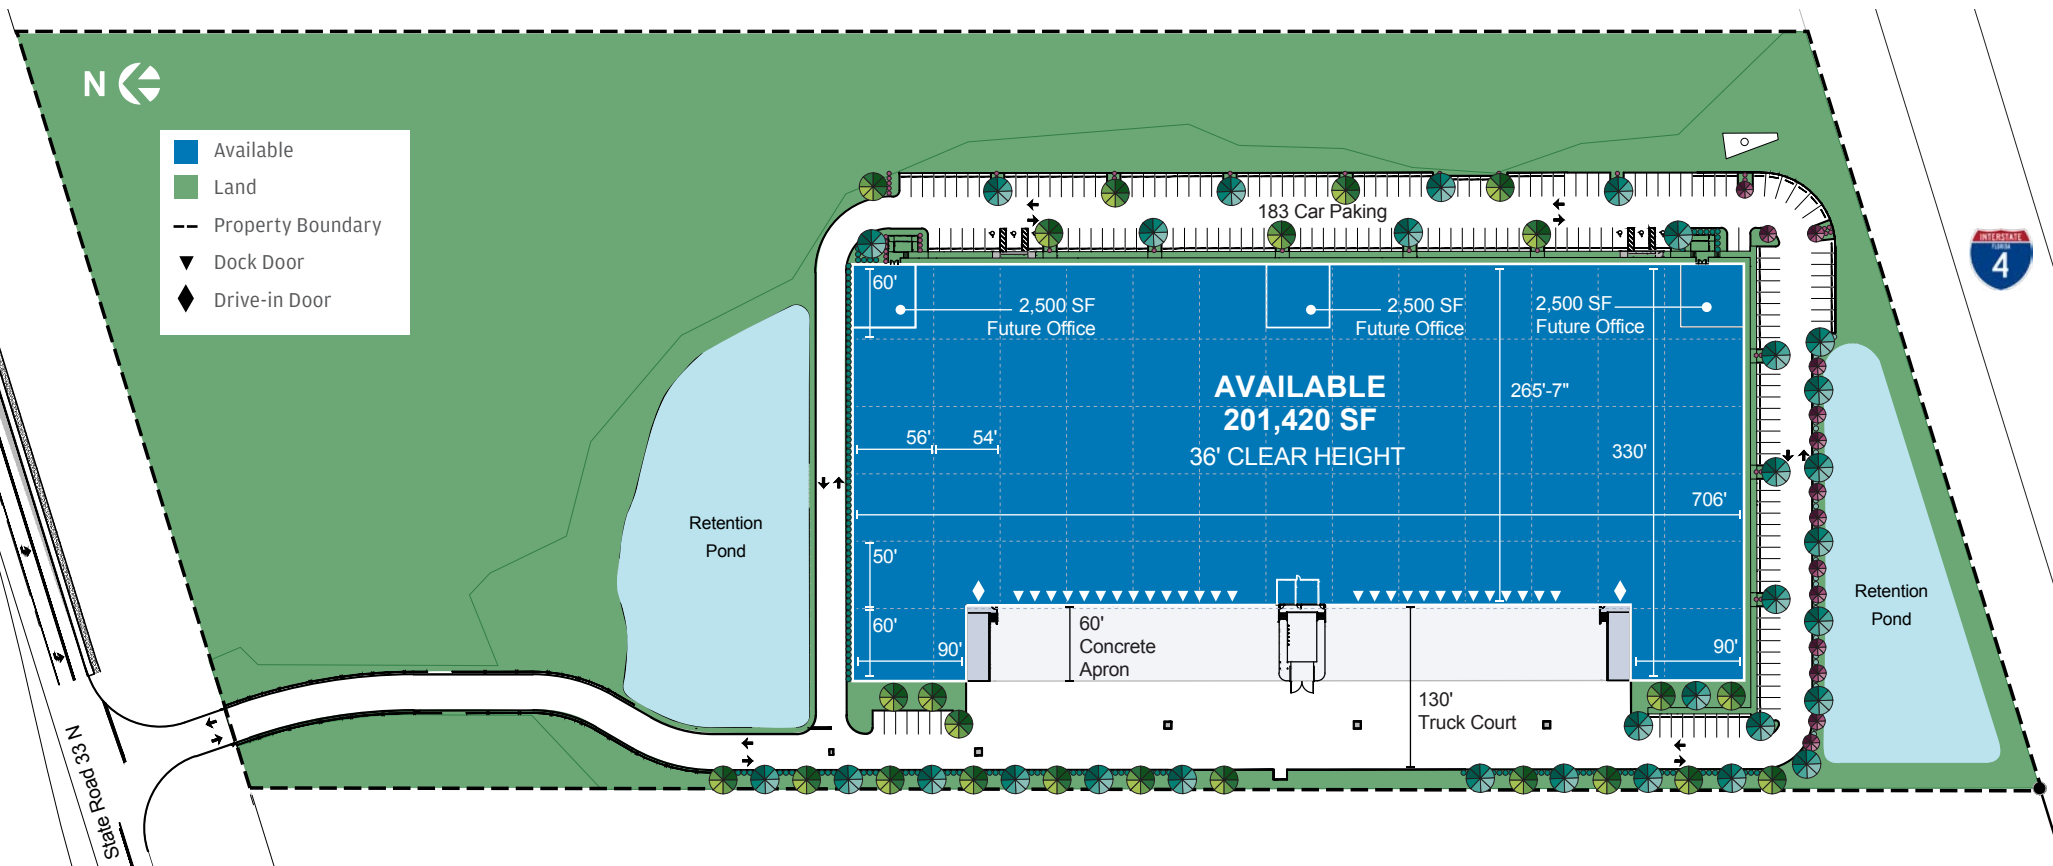 N
Available
Land
Property Boundary
Dock Door
Drive-in Door
183 Car Paking
INTERSTATE
FLORIDA
4
60'
2,500 SF
Future Office
2,500 SF
Future Office
2,500 SF
Future Office
AVAILABLE
201,420 SF
36' CLEAR HEIGHT
265'-7"
56'
54'
330'
706'
Retention
Pond
50'
60'
90'
60'
Concrete
Apron
90'
130'
Truck Court
Retention
Pond
State Road 33 N